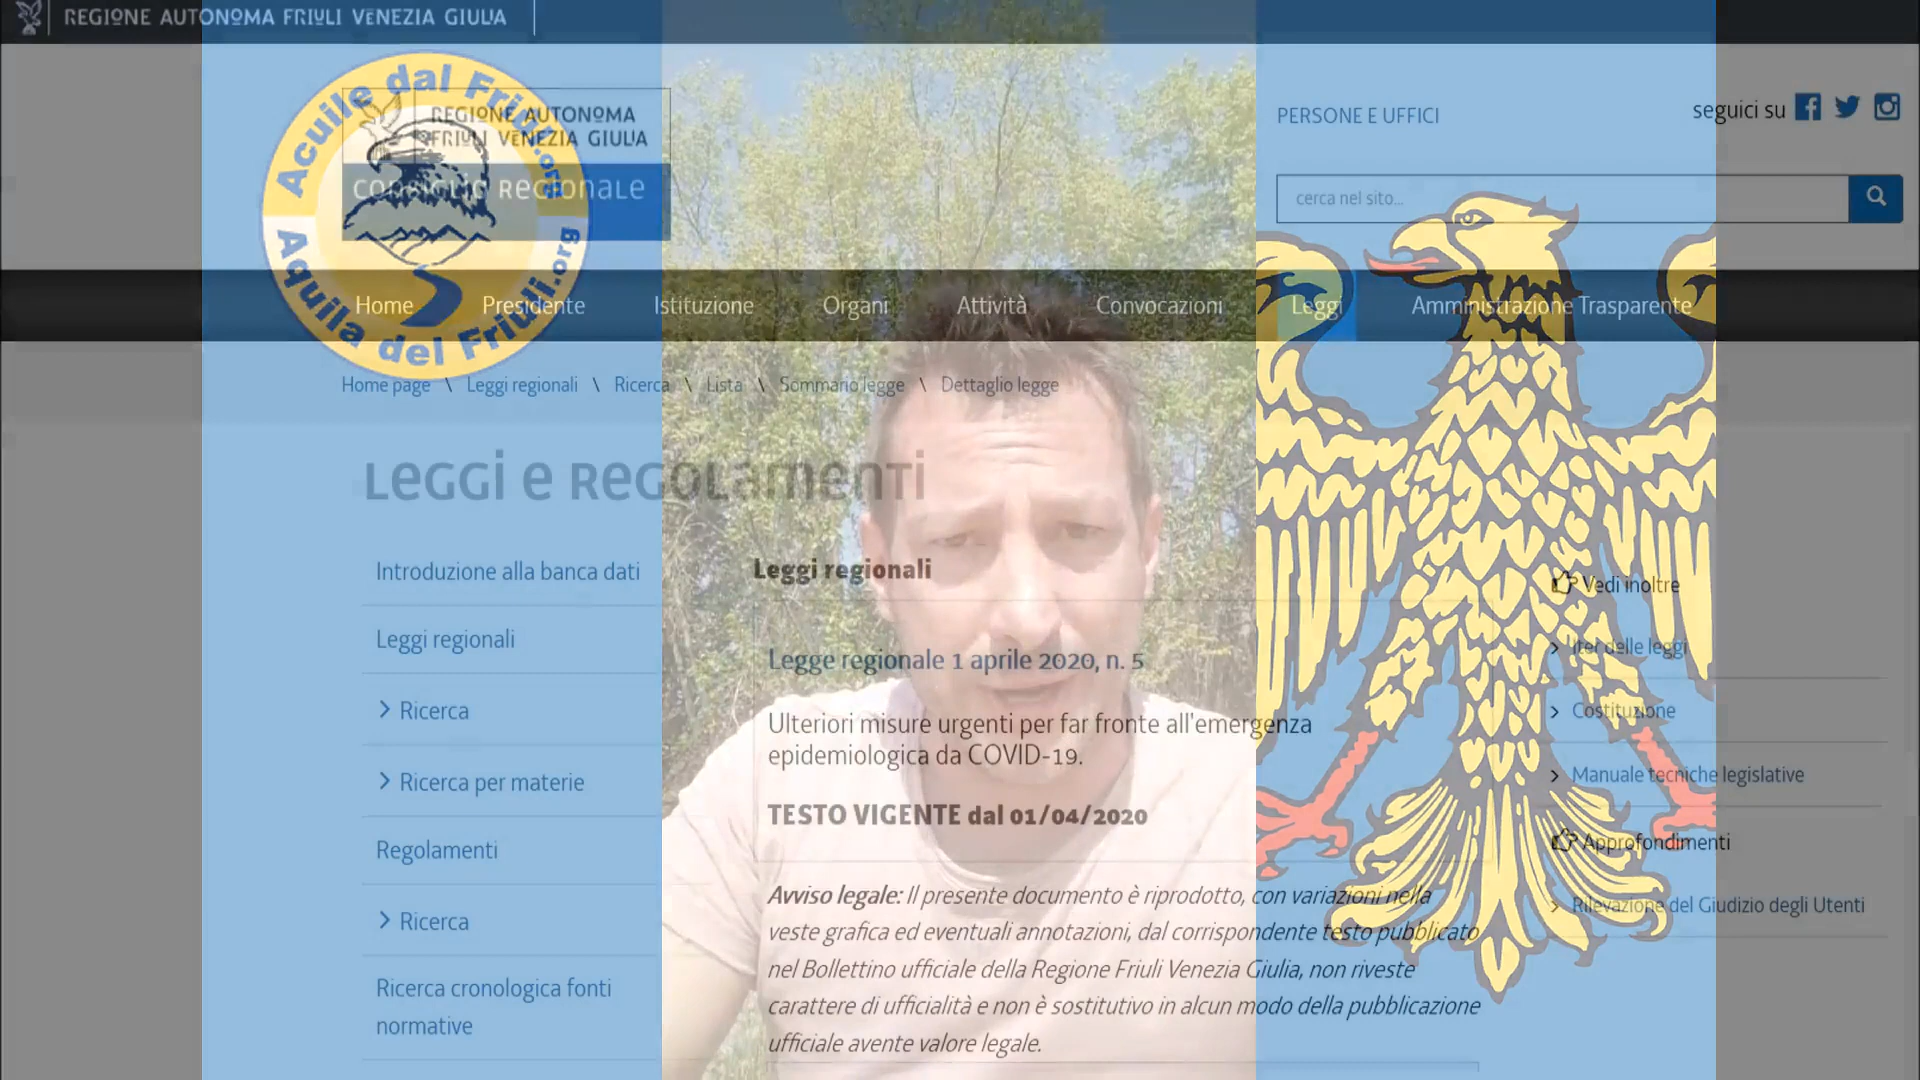 REGIONE AUTONOMA FRIULI VENEZIA GIULIA
Acuile dal Friûl.org
Aquila del Friuli.org
REGIONE AUTONOMA
FRIULI VENEZIA GIULIA
CONSIGLIO REGIONALE
PERSONE E UFFICI
seguici su
cerca nel sito...
Home Presidente Istituzione Organi Attività Convocazioni Leggi Amministrazione Trasparente
Home page \ Leggi regionali \ Ricerca \ Lista \ Sommario legge \ Dettaglio legge
Leggi e Regolamenti
Introduzione alla banca dati
Leggi regionali
> Ricerca
> Ricerca per materie
Regolamenti
> Ricerca
Ricerca cronologica fonti
normative
Leggi regionali
Legge regionale 1 aprile 2020, n. 5
Ulteriori misure urgenti per far fronte all'emergenza
epidemiologica da COVID-19.
TESTO VIGENTE dal 01/04/2020
Avviso legale: Il presente documento è riprodotto, con variazioni nella
veste grafica ed eventuali annotazioni, dal corrispondente testo pubblicato
nel Bollettino ufficiale della Regione Friuli Venezia Giulia, non riveste
carattere di ufficialità e non è sostitutivo in alcun modo della pubblicazione
ufficiale avente valore legale.
Vedi inoltre
> Iter delle leggi
> Costituzione
> Manuale tecniche legislative
Approfondimenti
> Rilevazione del Giudizio degli Utenti